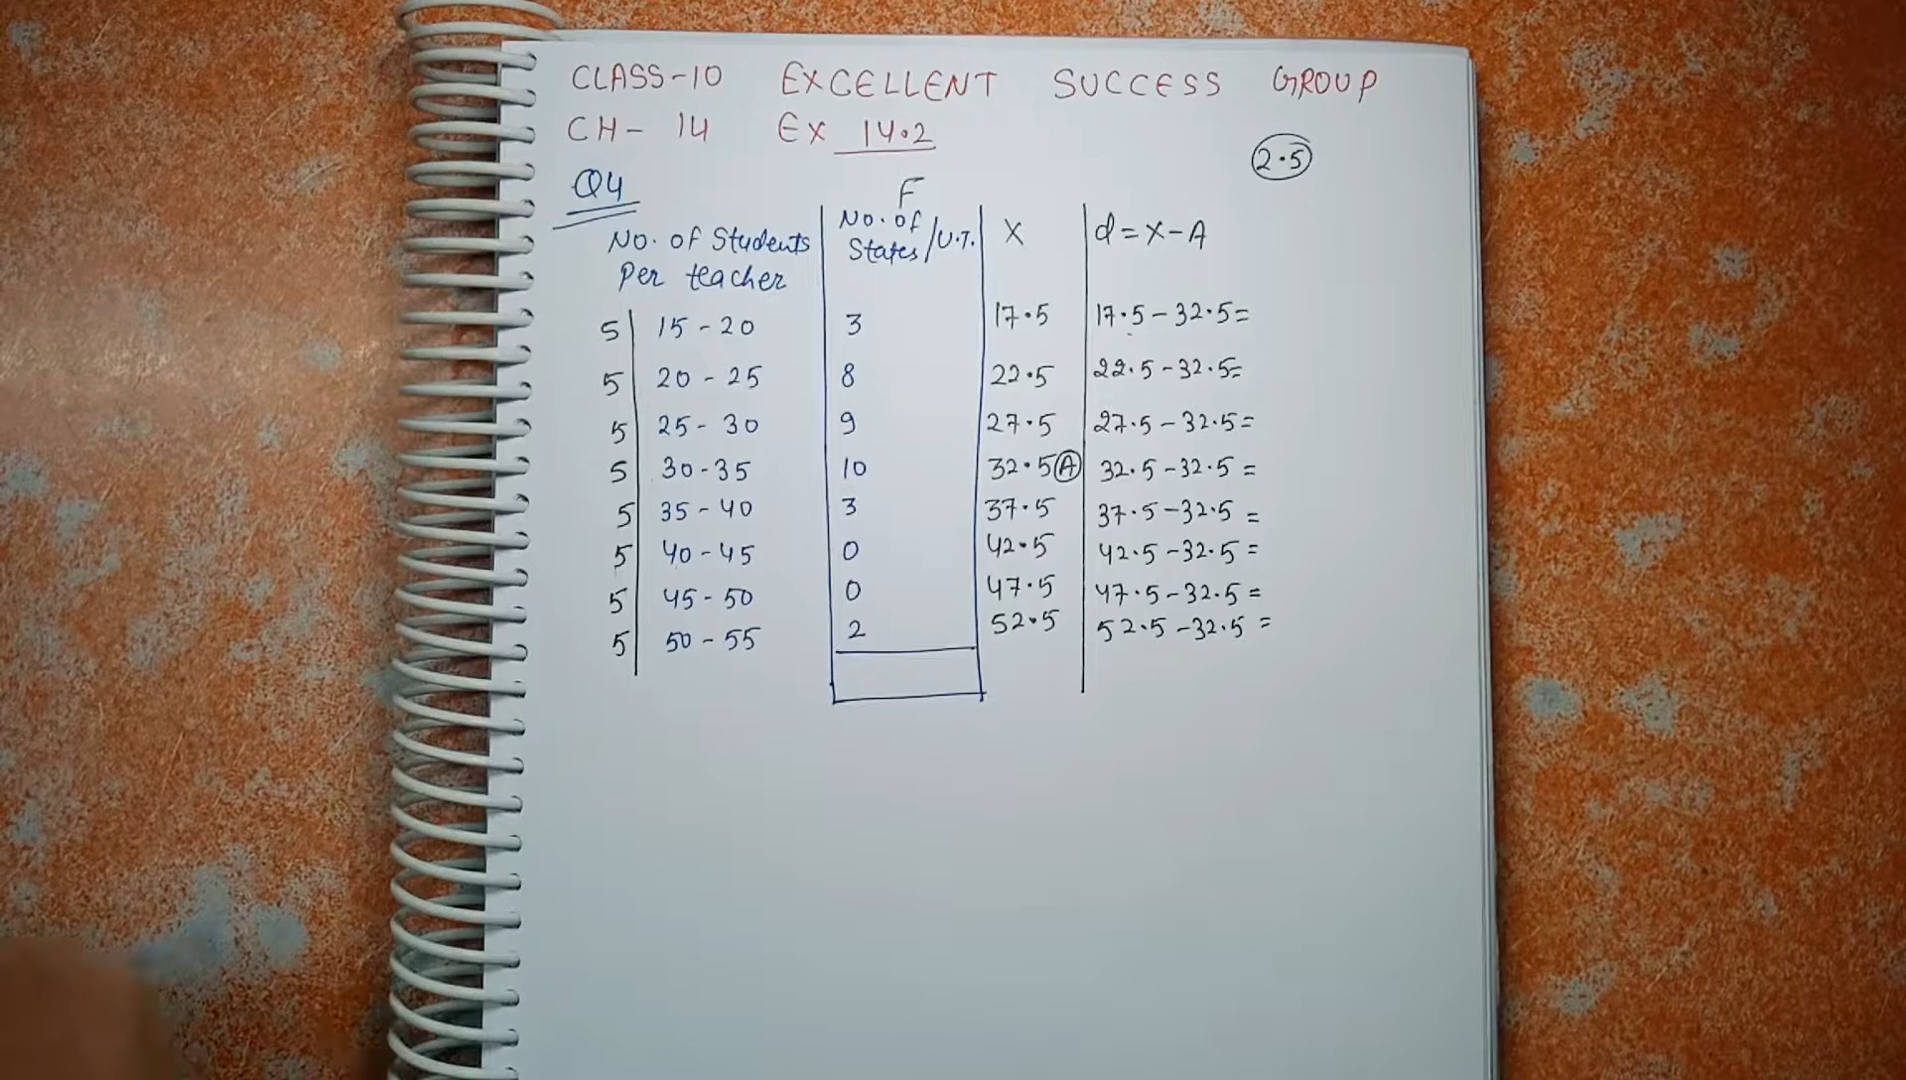 CLASS-10 EXCELLENT SUCCESS GROUP
CH- 14 EX 14.2
2.5
Q4
No. of Students Per teacher | F No. of States/U.T. | X | d = x-A
5 | 15-20 | 3 | 17.5 | 17.5-32.5=
5 | 20-25 | 8 | 22.5 | 22.5-32.5=
5 | 25-30 | 9 | 27.5 | 27.5-32.5=
5 | 30-35 | 10 | 32.5 A | 32.5-32.5=
5 | 35-40 | 3 | 37.5 | 37.5-32.5=
5 | 40-45 | 0 | 42.5 | 42.5-32.5=
5 | 45-50 | 0 | 47.5 | 47.5-32.5=
5 | 50-55 | 2 | 52.5 | 52.5-32.5=